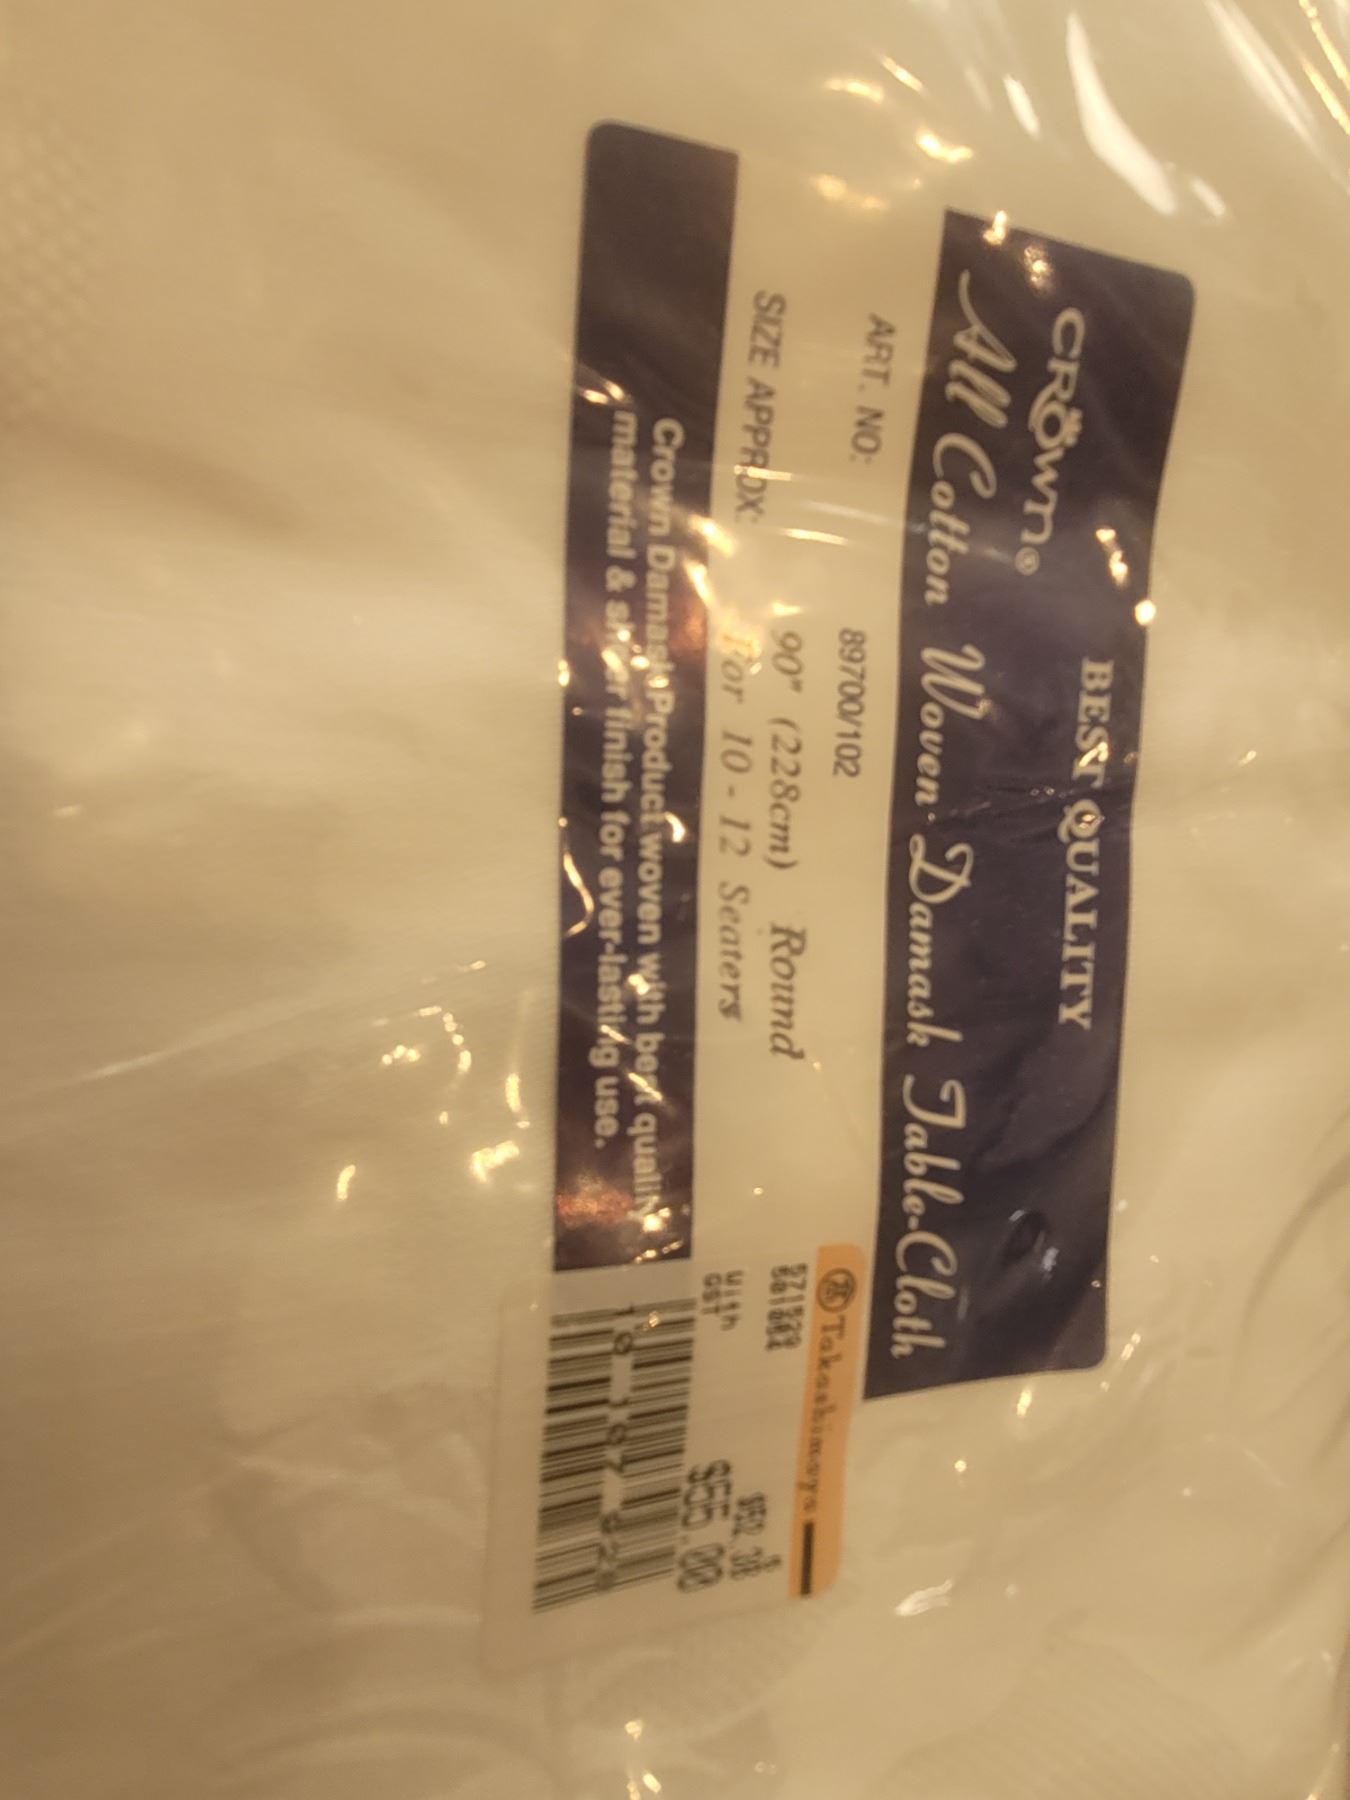 CROWN® BEST QUALITY
All Cotton Woven Damask Table-Cloth
ART. NO: 89700/102
SIZE APPROX: 90" (228cm) Round
For 10 - 12 Seaters
Crown Damask Product woven with best quality
material & silver finish for ever-lasting use.
Takashimaya
With
GST
$55.00